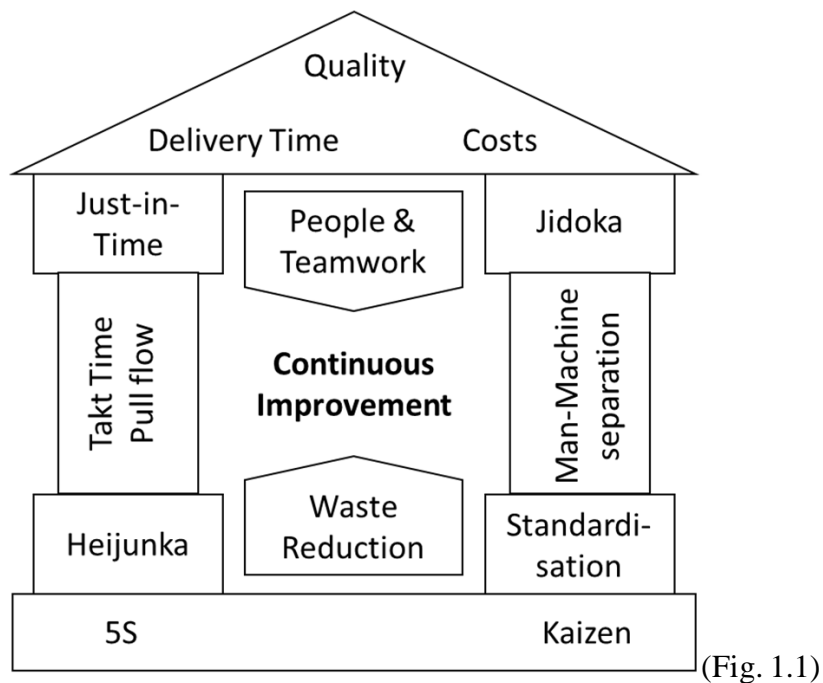 Quality
Delivery Time
Costs
Just-in-
Time
People &
Teamwork
Jidoka
Takt Time
Pull flow
Continuous
Improvement
Man-Machine
separation
Heijunka
Waste
Reduction
Standardi-
sation
5S
Kaizen
(Fig. 1.1)